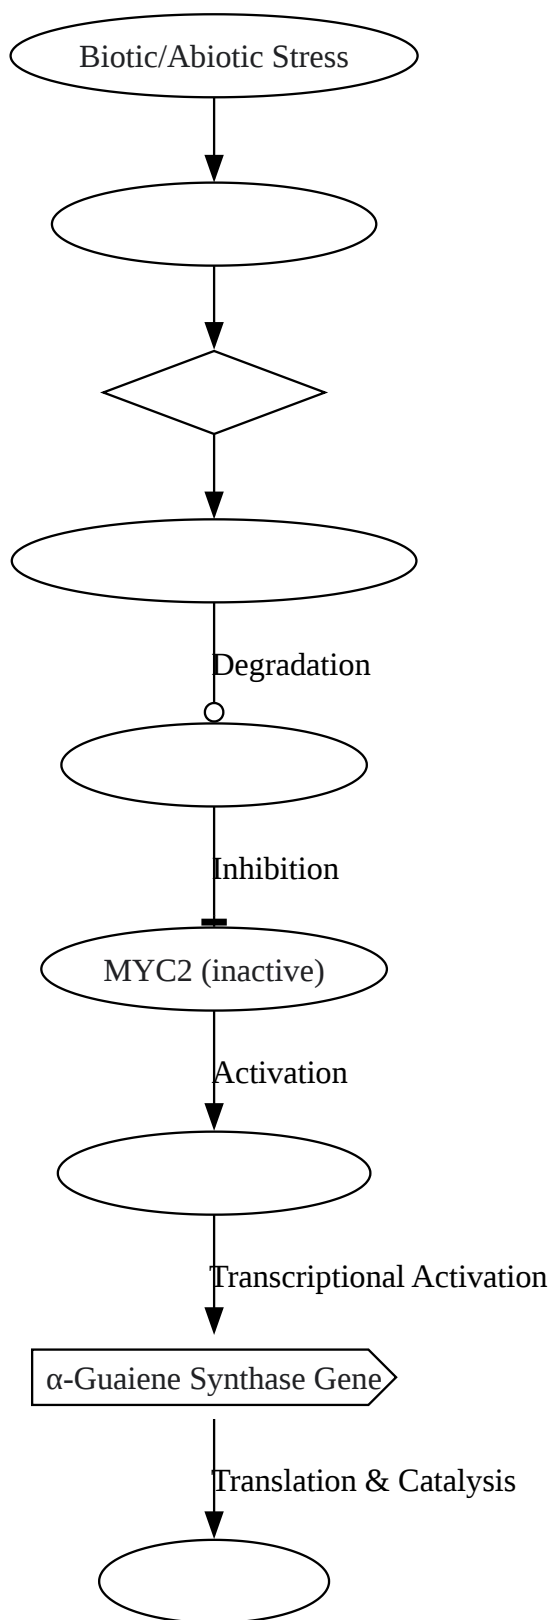 Biotic/Abiotic Stress
Degradation
Inhibition
MYC2 (inactive)
Activation
Transcriptional Activation
α-Guaiene Synthase Gene
Translation & Catalysis